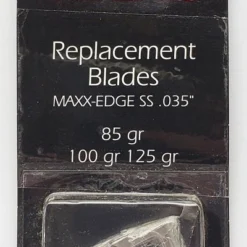 Replacement
Blades
MAXX-EDGE SS .035"
85 gr
100 gr 125 gr